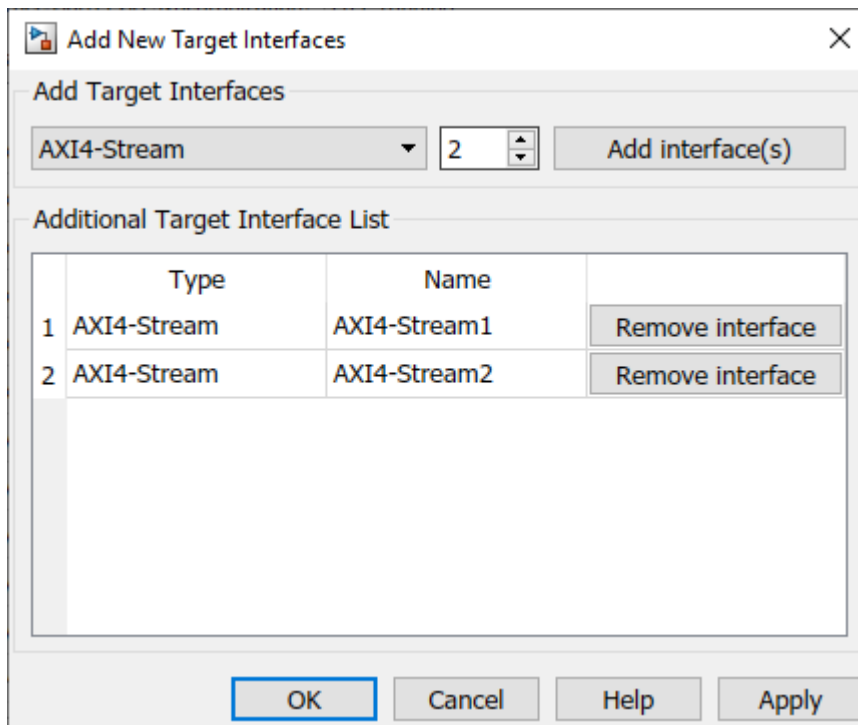 Add New Target Interfaces
Add Target Interfaces
AXI4-Stream 2 Add interface(s)
Additional Target Interface List
Type Name
1 AXI4-Stream AXI4-Stream1 Remove interface
2 AXI4-Stream AXI4-Stream2 Remove interface
OK Cancel Help Apply